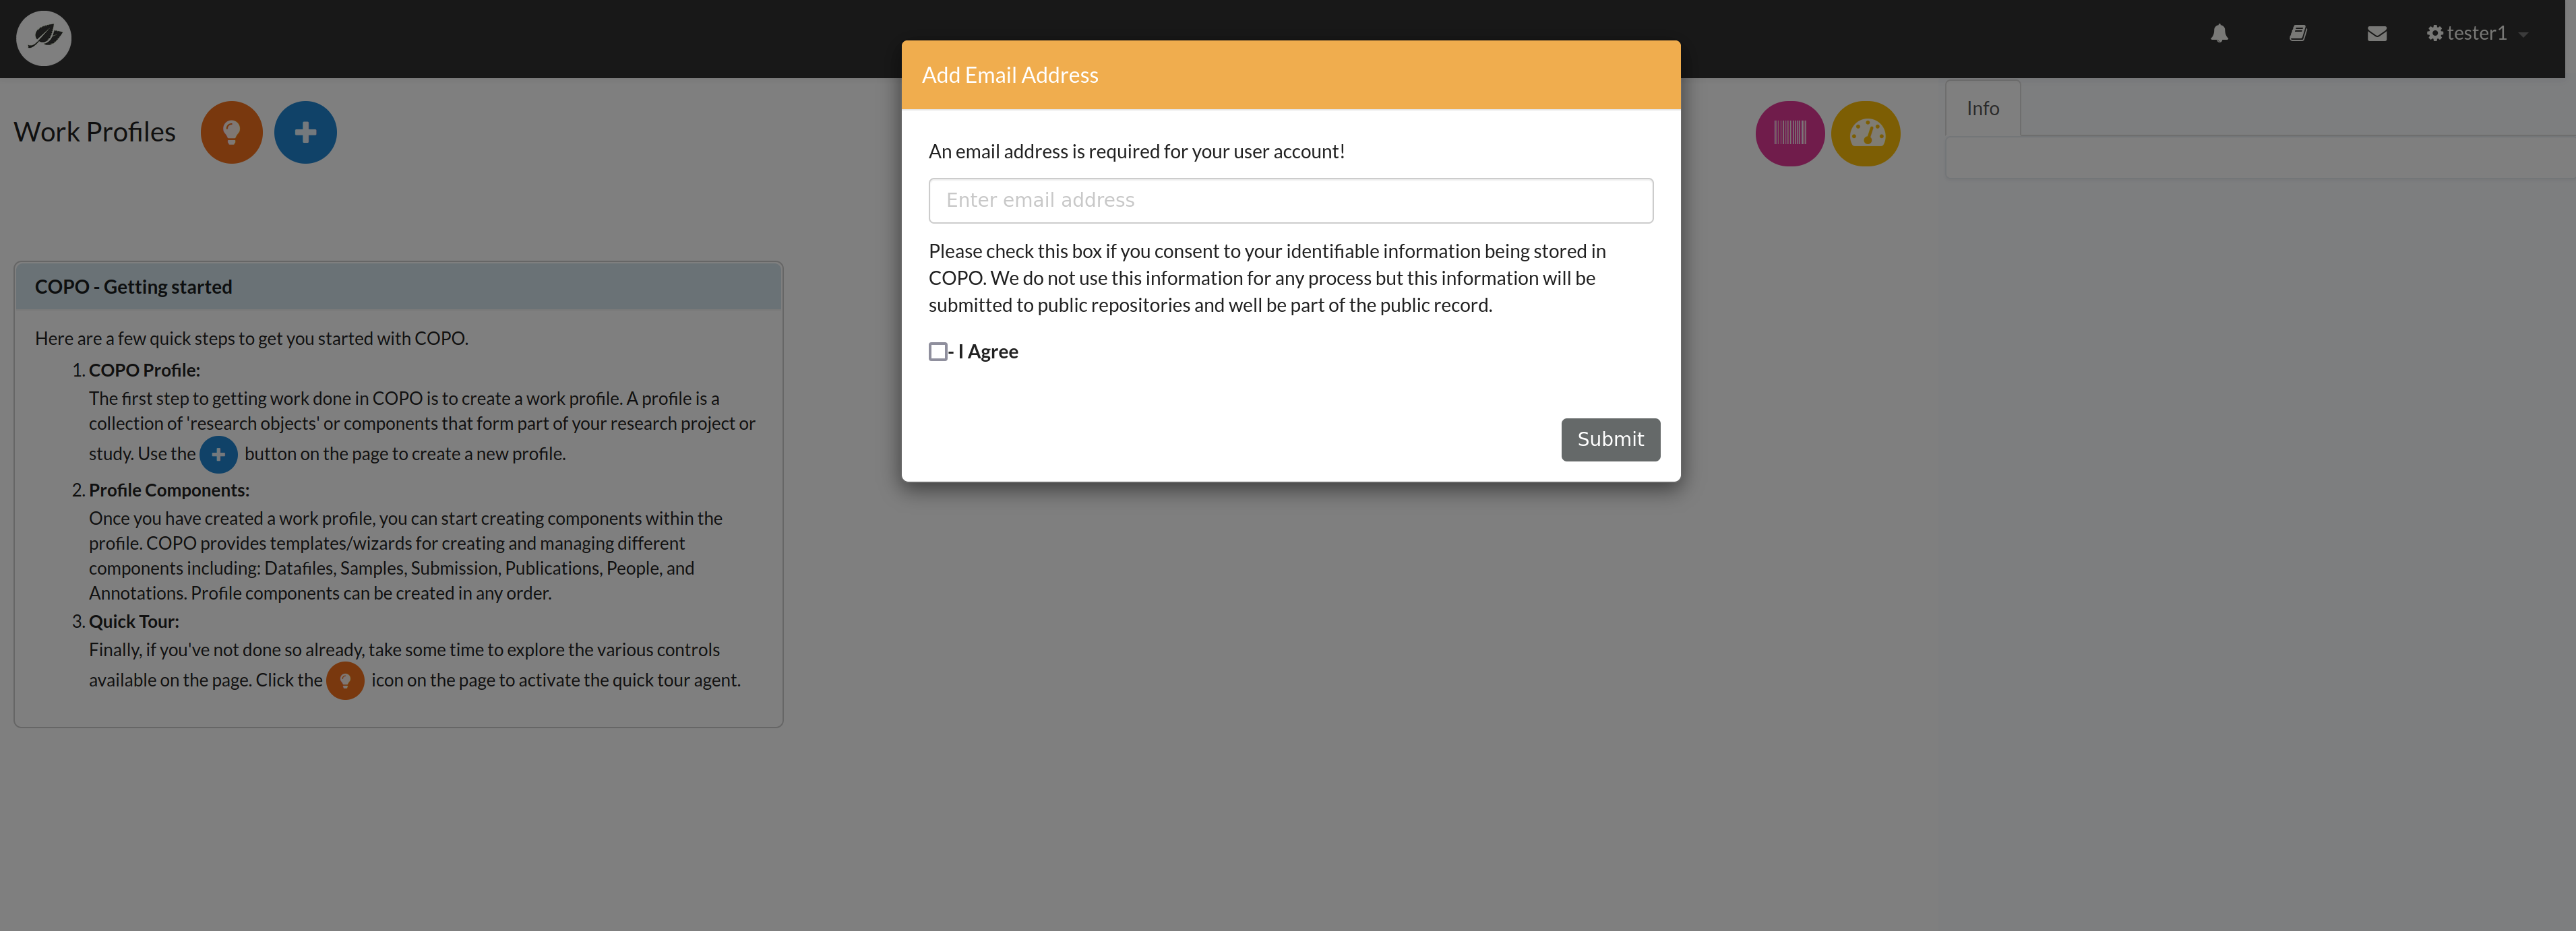 tester1
Add Email Address
Work Profiles
Info
An email address is required for your user account!
Enter email address
Please check this box if you consent to your identifiable information being stored in
COPO. We do not use this information for any process but this information will be
submitted to public repositories and well be part of the public record.
- I Agree
Submit
COPO - Getting started
Here are a few quick steps to get you started with COPO.
1. COPO Profile:
The first step to getting work done in COPO is to create a work profile. A profile is a
collection of 'research objects' or components that form part of your research project or
study. Use the button on the page to create a new profile.
2. Profile Components:
Once you have created a work profile, you can start creating components within the
profile. COPO provides templates/wizards for creating and managing different
components including: Datafiles, Samples, Submission, Publications, People, and
Annotations. Profile components can be created in any order.
3. Quick Tour:
Finally, if you've not done so already, take some time to explore the various controls
available on the page. Click the icon on the page to activate the quick tour agent.